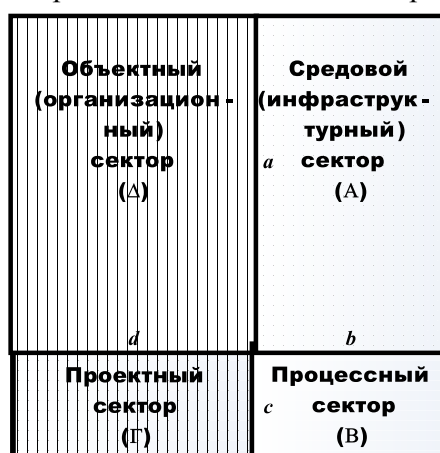 Объектный
(организацион -
ный)
сектор
(Δ)
Средовой
(инфраструк -
турный)
a сектор
(А)
d
b
Проектный
сектор
(Г)
Процессный
c сектор
(В)